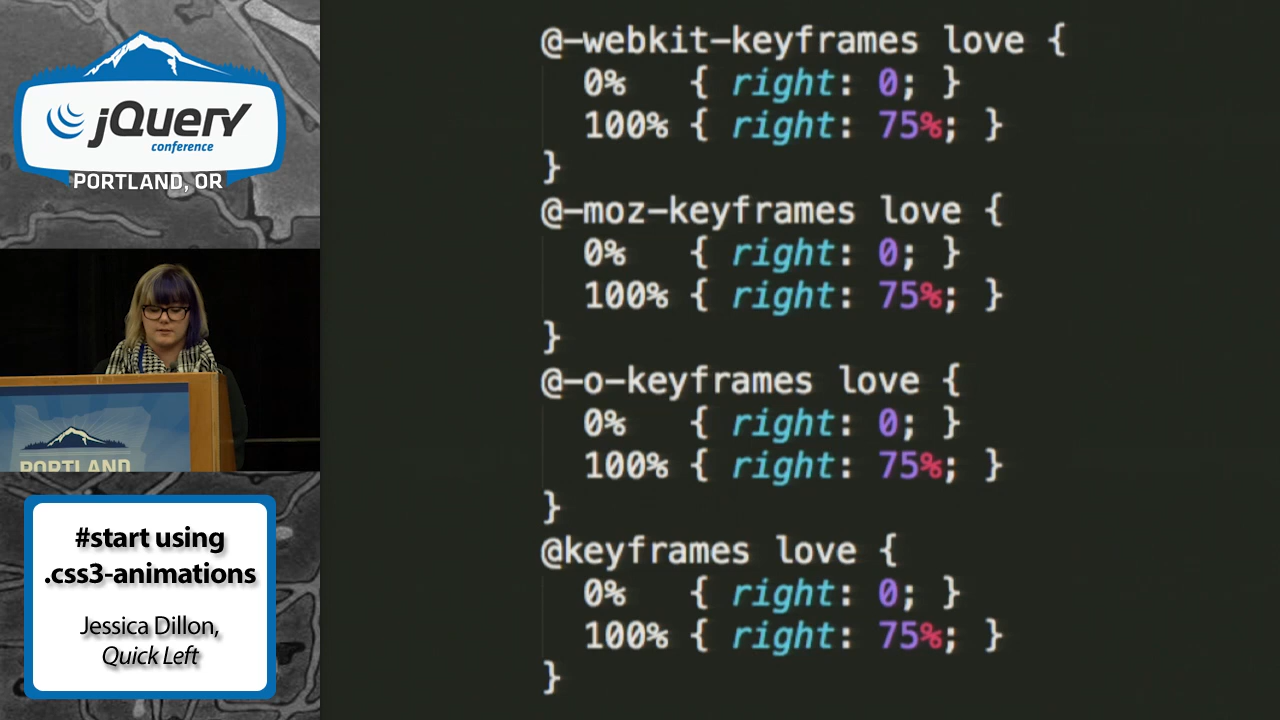 jQuery
conference
PORTLAND, OR
PORTLAND
#start using
.css3-animations
Jessica Dillon,
Quick Left
@-webkit-keyframes love {
0% { right: 0; }
100% { right: 75%; }
}
@-moz-keyframes love {
0% { right: 0; }
100% { right: 75%; }
}
@-o-keyframes love {
0% { right: 0; }
100% { right: 75%; }
}
@keyframes love {
0% { right: 0; }
100% { right: 75%; }
}